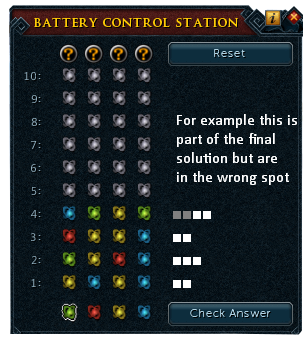 BATTERY CONTROL STATION
i
? ? ? ?
Reset
10:
9:
8:
7:
6:
5:
4:
3:
2:
1:
For example this is
part of the final
solution but are
in the wrong spot
Check Answer